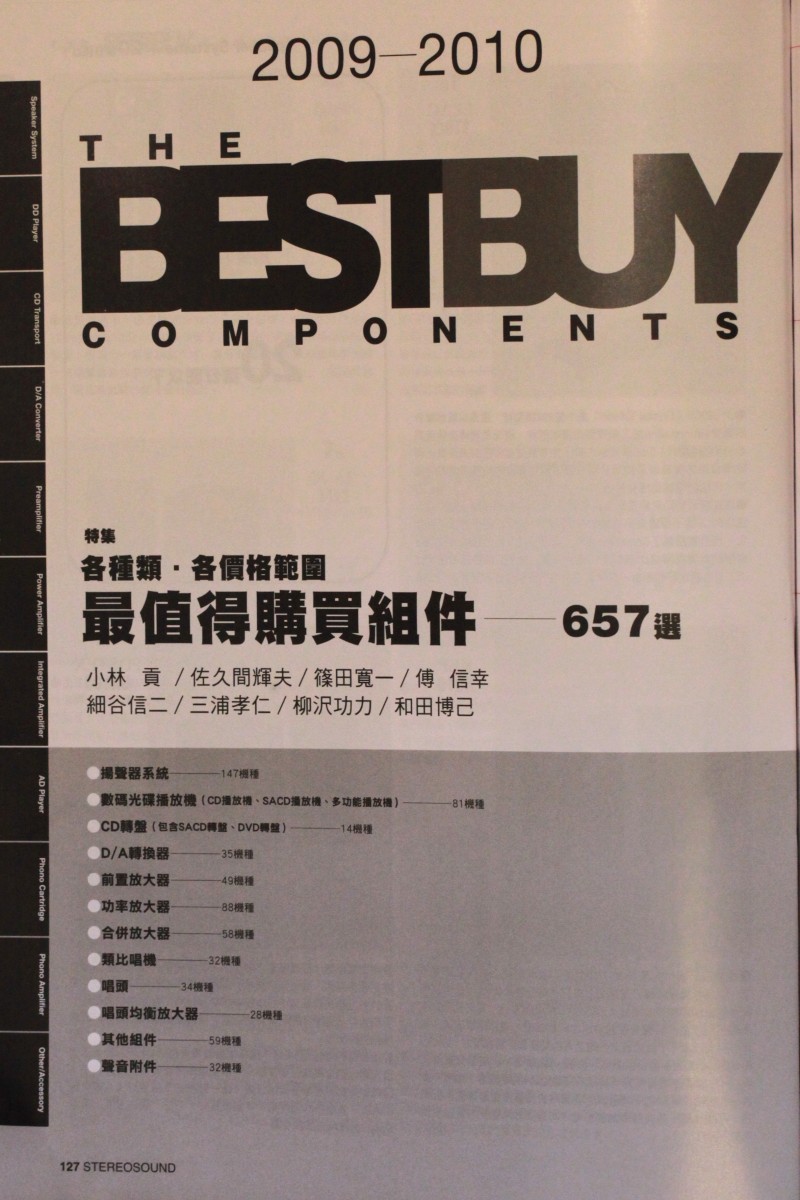 2009—2010
THE
BESTBUY
COMPONENTS
特集
各種類・各價格範圍
最值得購買組件——657選
小林 貢 / 佐久間輝夫 / 篠田寬一 / 傅 信幸
細谷信二 / 三浦孝仁 / 柳沢功力 / 和田博己
●揚聲器系統——147機種
●數碼光碟播放機（CD播放機、SACD播放機、多功能播放機）——81機種
●CD轉盤（包含SACD轉盤、DVD轉盤）——14機種
●D/A轉換器——35機種
●前置放大器——49機種
●功率放大器——88機種
●合併放大器——58機種
●類比唱機——32機種
●唱頭——34機種
●唱頭均衡放大器——28機種
●其他組件——59機種
●聲音附件——32機種
Speaker System
DD Player
CD Transport
D/A Converter
Preamplifier
Power Amplifier
Integrated Amplifier
AD Player
Phono Cartridge
Phono Amplifier
Other/Accessory
127 STEREOSOUND